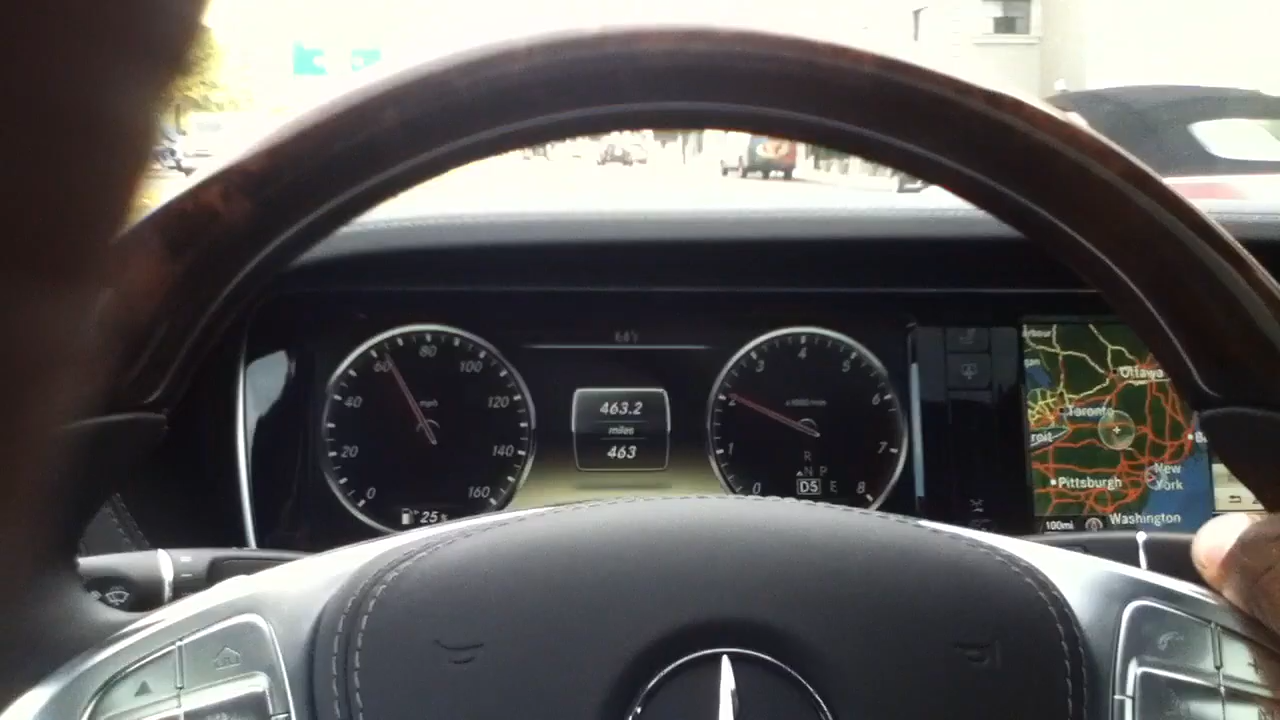 80
60
100
40
mph
120
20
140
0
160
25
463.2
miles
463
4
3
5
2
6
x1000/min
1
7
R
N P
D5 E
0
8
Ottawa
Toronto
roit
New
York
Pittsburgh
100mi
Washington